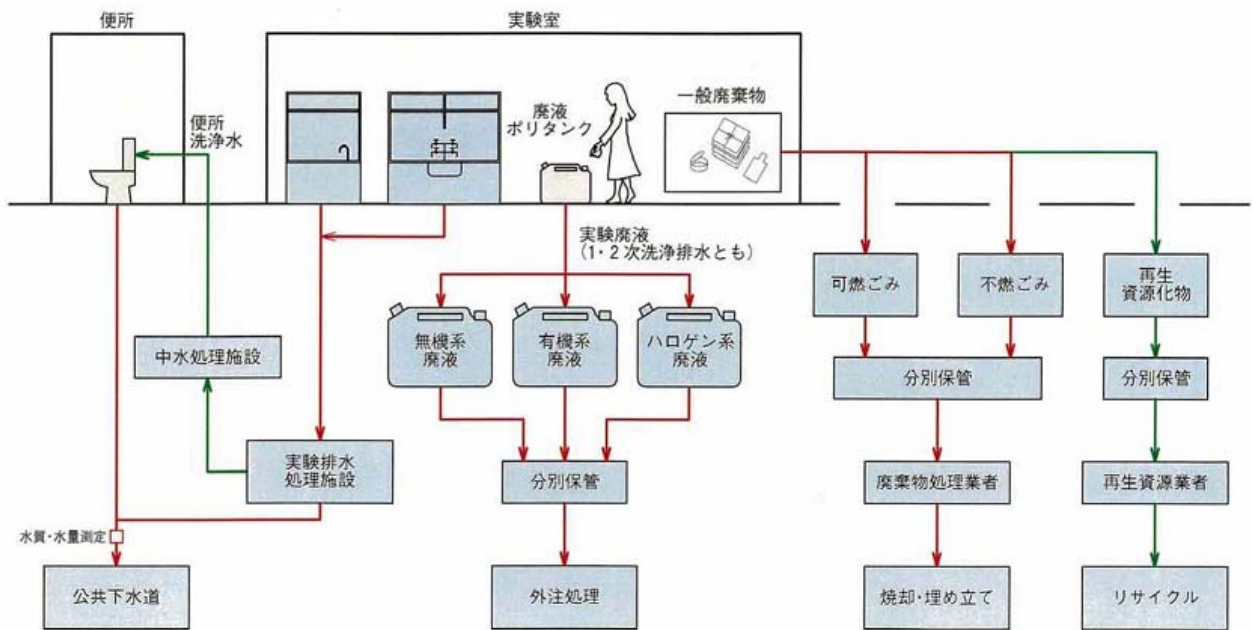 便所
実験室
便所
洗浄水
廃液
ポリタンク
一般廃棄物
実験廃液
(1・2次洗浄排水とも)
可燃ごみ
不燃ごみ
再生
資源化物
無機系
廃液
有機系
廃液
ハロゲン系
廃液
中水処理施設
分別保管
分別保管
実験排水
処理施設
分別保管
廃棄物処理業者
再生資源業者
水質・水量測定
公共下水道
外注処理
焼却・埋め立て
リサイクル